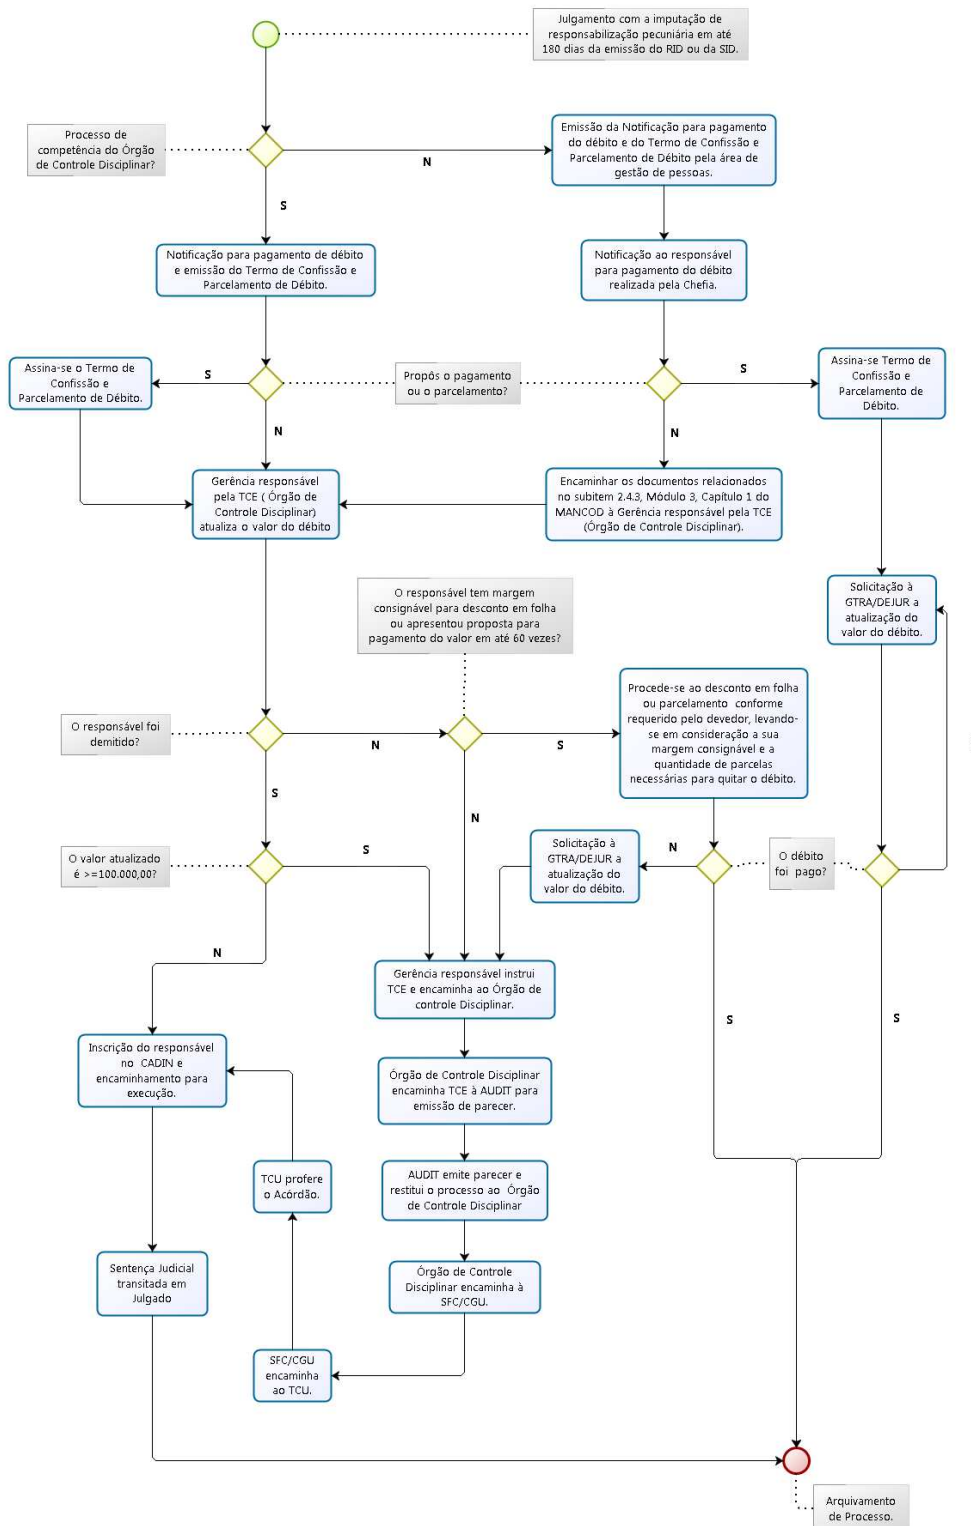 Julgamento com a imputação de
responsabilização pecuniária em até
180 dias da emissão do RID ou da SID.
Processo de
competência do Órgão
de Controle Disciplinar?
N
Emissão da Notificação para pagamento
do débito e do Termo de Confissão e
Parcelamento de Débito pela área de
gestão de pessoas.
S
Notificação para pagamento de débito
e emissão do Termo de Confissão e
Parcelamento de Débito.
Notificação ao responsável
para pagamento do débito
realizada pela Chefia.
Assina-se o Termo de
Confissão e
Parcelamento de Débito.
S
Propôs o pagamento
ou o parcelamento?
S
Assina-se Termo de
Confissão e
Parcelamento de
Débito.
N
N
Gerência responsável
pela TCE ( Órgão de
Controle Disciplinar)
atualiza o valor do débito
Encaminhar os documentos relacionados
no subitem 2.4.3, Módulo 3, Capítulo 1 do
MANCOD à Gerência responsável pela TCE
(Órgão de Controle Disciplinar).
O responsável tem margem
consignável para desconto em folha
ou apresentou proposta para
pagamento do valor em até 60 vezes?
Solicitação à
GTRA/DEJUR a
atualização do
valor do débito.
O responsável foi
demitido?
N
S
Procede-se ao desconto em folha
ou parcelamento conforme
requerido pelo devedor, levando-
se em consideração a sua
margem consignável e a
quantidade de parcelas
necessárias para quitar o débito.
S
N
O valor atualizado
é >=100.000,00?
S
Solicitação à
GTRA/DEJUR a
atualização do
valor do débito.
N
O débito
foi pago?
N
Gerência responsável instrui
TCE e encaminha ao Órgão de
controle Disciplinar.
S
S
Inscrição do responsável
no CADIN e
encaminhamento para
execução.
Órgão de Controle Disciplinar
encaminha TCE à AUDIT para
emissão de parecer.
TCU profere
o Acórdão.
AUDIT emite parecer e
restitui o processo ao Órgão
de Controle Disciplinar
Sentença Judicial
transitada em
Julgado
Órgão de Controle
Disciplinar encaminha à
SFC/CGU.
SFC/CGU
encaminha
ao TCU.
Arquivamento
de Processo.